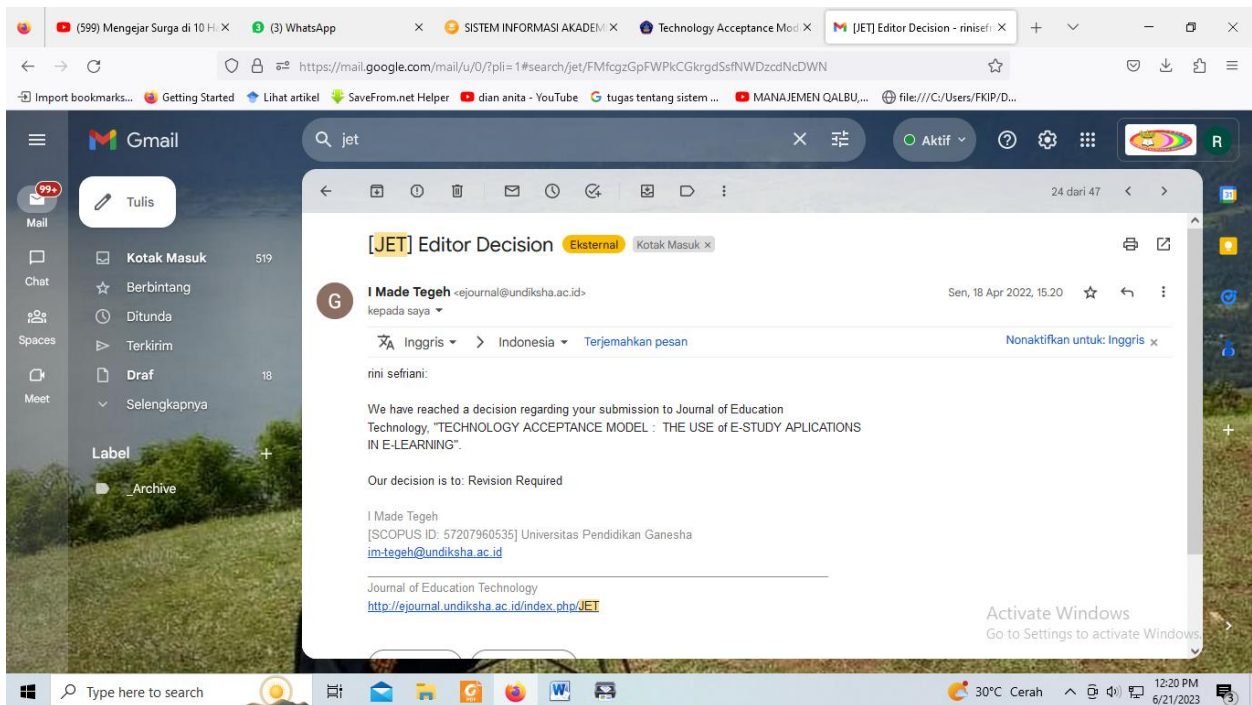 (599) Mengejar Surga di 10 H
(3) WhatsApp
SISTEM INFORMASI AKADEM
Technology Acceptance Mod
[JET] Editor Decision - rinisefri
https://mail.google.com/mail/u/0/?pli=1#search/jet/FMfcgzGpFWPkCGkrgdSsfNWDzcdNcDWN
Import bookmarks...
Getting Started
Lihat artikel
SaveFrom.net Helper
dian anita - YouTube
tugas tentang sistem ...
MANAJEMEN QALBU,...
file:///C:/Users/FKIP/D...
Gmail
jet
Aktif
R
99+
Mail
Tulis
24 dari 47
31
[JET] Editor Decision Eksternal Kotak Masuk ×
Kotak Masuk 519
Chat
Berbintang
G
I Made Tegeh <ejournal@undiksha.ac.id>
Sen, 18 Apr 2022, 15.20
kepada saya
Ditunda
Spaces
Terkirim
Inggris
Indonesia
Terjemahkan pesan
Nonaktifkan untuk: Inggris ×
Draf 18
Meet
Selengkapnya
Label +
_Archive
rini sefriani:
We have reached a decision regarding your submission to Journal of Education
Technology, "TECHNOLOGY ACCEPTANCE MODEL : THE USE of E-STUDY APLICATIONS
IN E-LEARNING".
Our decision is to: Revision Required
I Made Tegeh
[SCOPUS ID: 57207960535] Universitas Pendidikan Ganesha
im-tegeh@undiksha.ac.id
Journal of Education Technology
http://ejournal.undiksha.ac.id/index.php/JET
Activate Windows
Go to Settings to activate Windows.
Type here to search
30°C Cerah
12:20 PM
6/21/2023
3